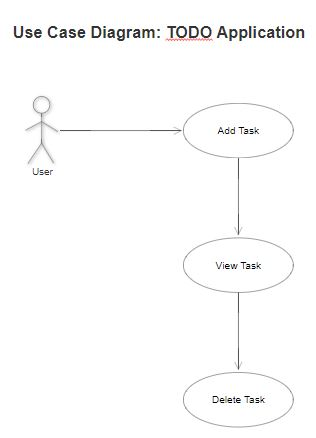 Use Case Diagram: TODO Application
Add Task
User
View Task
Delete Task